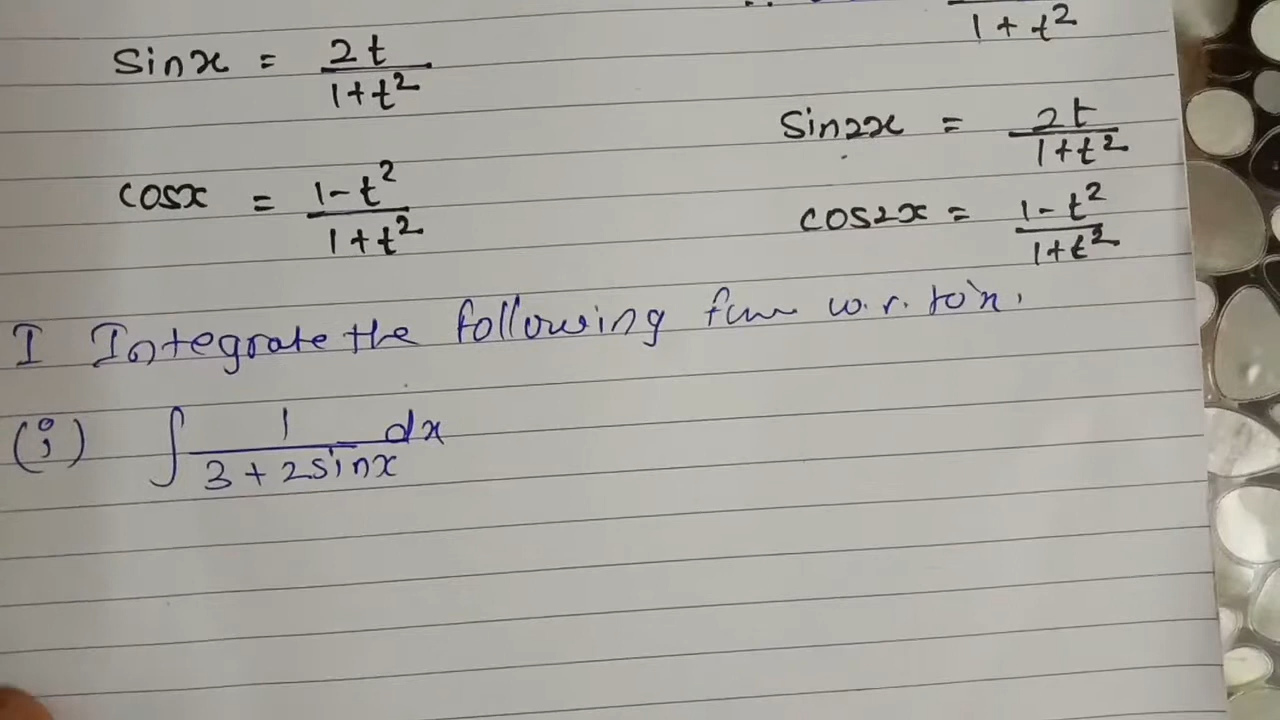 1 + t²
sinx = 2t / 1+t²
sin2x = 2t / 1+t²
cosx = 1-t² / 1+t²
cos2x = 1-t² / 1+t²
I Integrate the following w.r. to x.
(i) ∫ 1 / 3 + 2sinx dx